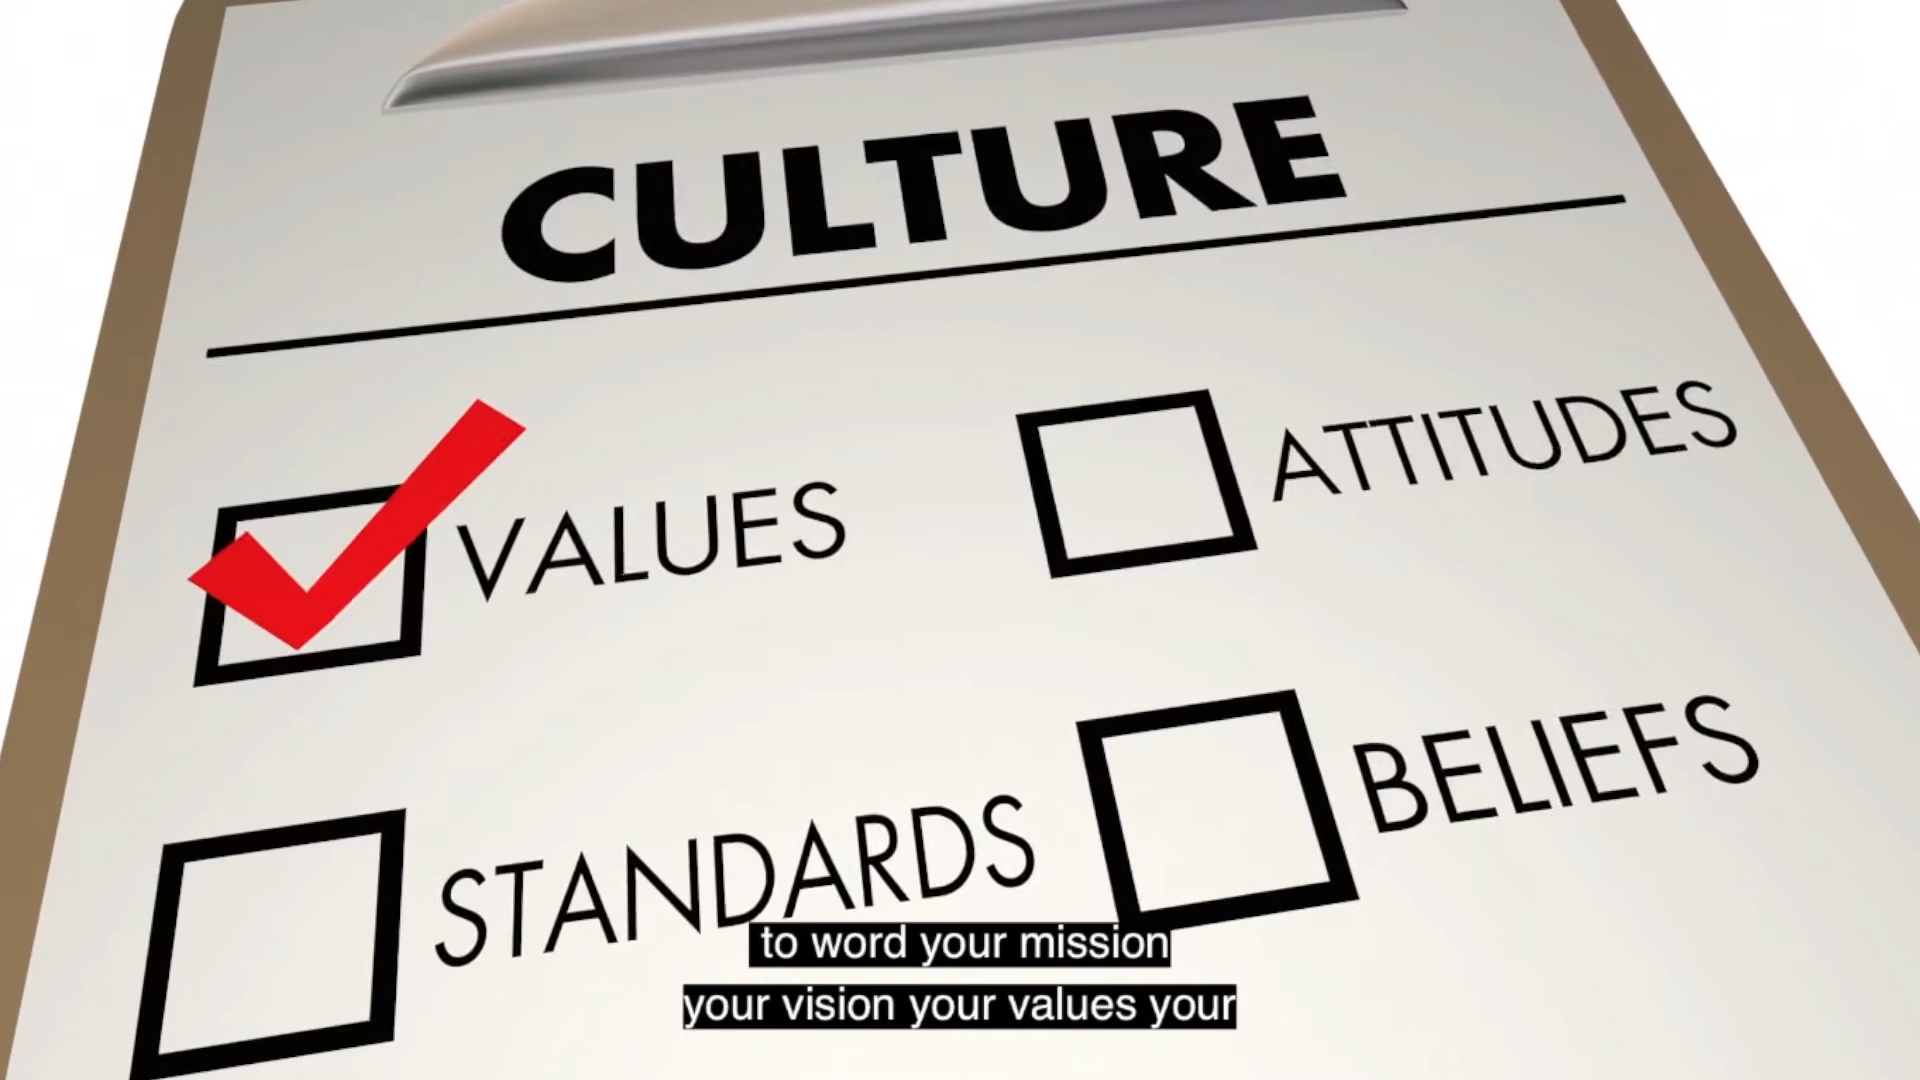 CULTURE
VALUES
ATTITUDES
STANDARDS
BELIEFS
to word your mission
your vision your values your